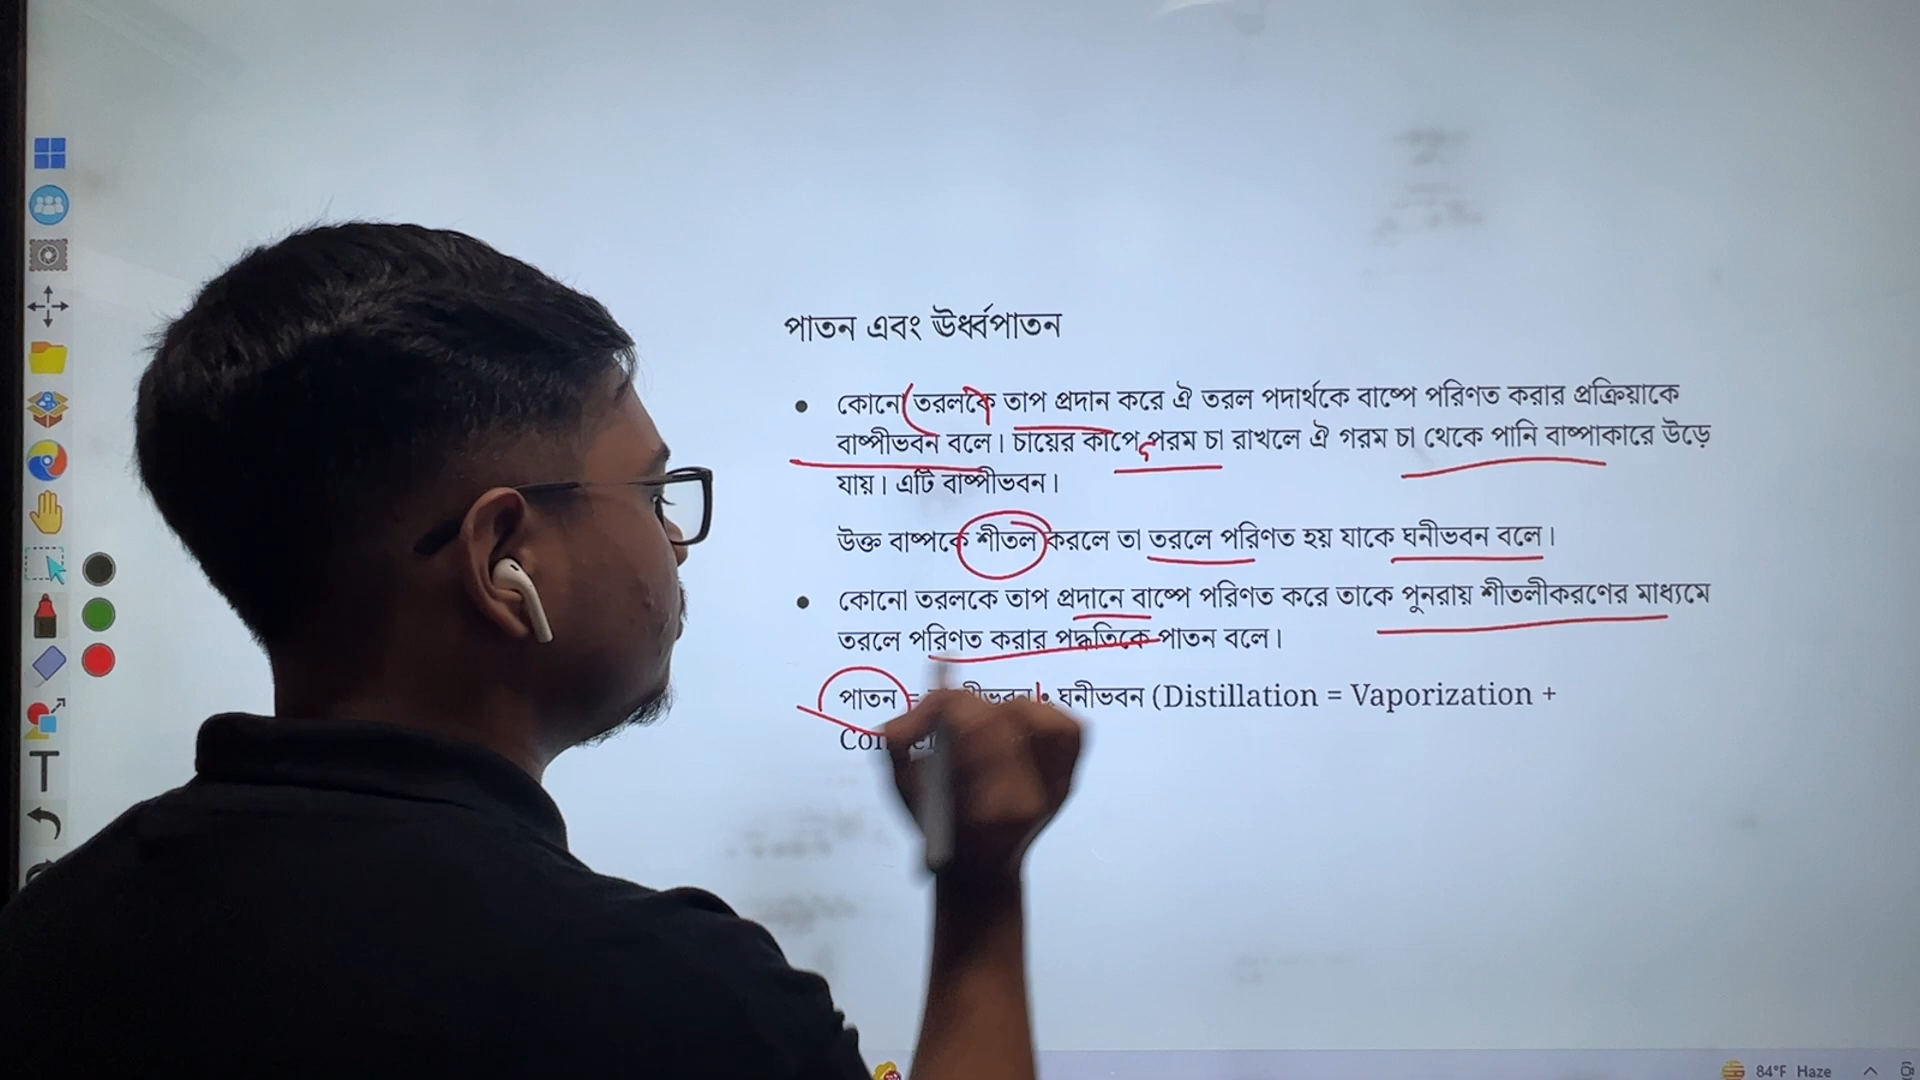 পাতন এবং ঊর্ধ্বপাতন
• কোনো তরলকে তাপ প্রদান করে ঐ তরল পদার্থকে বাষ্পে পরিণত করার প্রক্রিয়াকে
বাষ্পীভবন বলে। চায়ের কাপে গরম চা রাখলে ঐ গরম চা থেকে পানি বাষ্পাকারে উড়ে
যায়। এটি বাষ্পীভবন।
উক্ত বাষ্পকে শীতল করলে তা তরলে পরিণত হয় যাকে ঘনীভবন বলে।
• কোনো তরলকে তাপ প্রদানে বাষ্পে পরিণত করে তাকে পুনরায় শীতলীকরণের মাধ্যমে
তরলে পরিণত করার পদ্ধতিকে পাতন বলে।
পাতন = ঘনীভবন (Distillation = Vaporization +
84°F Haze